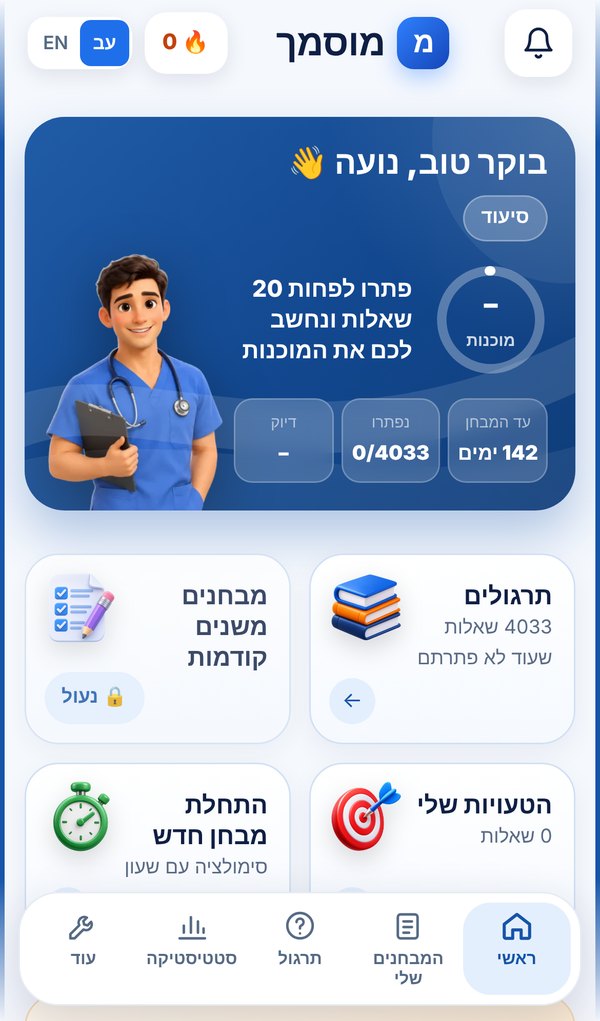 מ מוסמך
🔥 0
עב EN
בוקר טוב, נועה 👋
סיעוד
–
מוכנות
פתרו לפחות 20
שאלות ונחשב
לכם את המוכנות
עד המבחן
142 ימים
נפתרו
0/4033
דיוק
–
תרגולים
4033 שאלות
שעוד לא פתרתם
←
מבחנים
משנים
קודמות
🔒 נעול
הטעויות שלי
0 שאלות
התחלת
מבחן חדש
סימולציה עם שעון
ראשי
המבחנים
שלי
תרגול
סטטיסטיקה
עוד